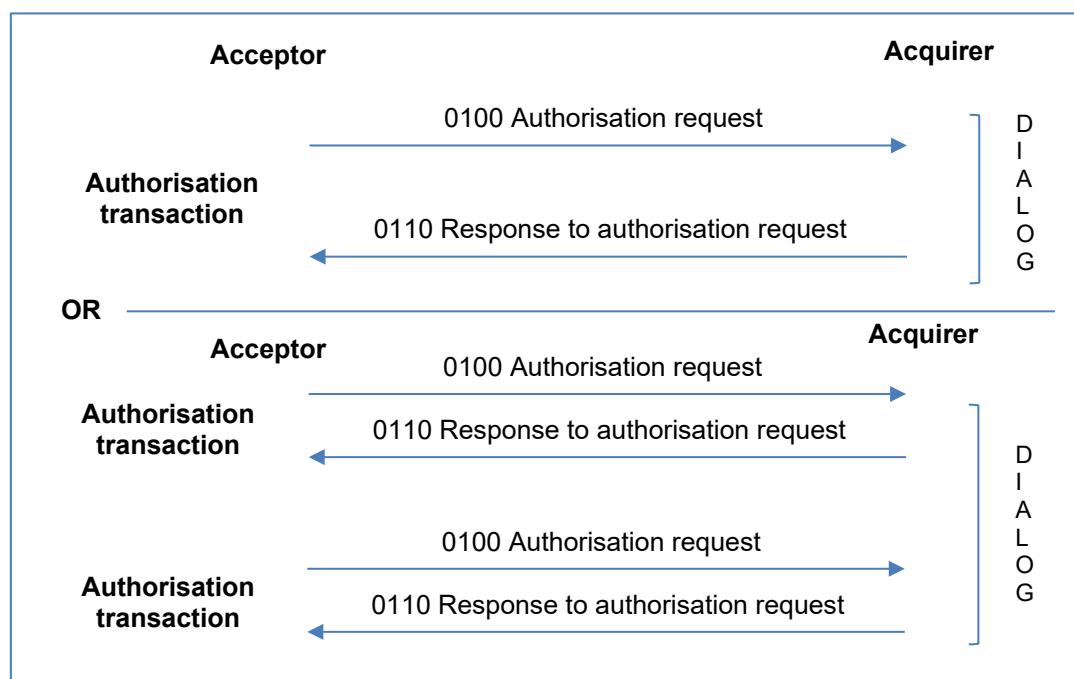 Acceptor
Acquirer
0100 Authorisation request
Authorisation
transaction
0110 Response to authorisation request
D
I
A
L
O
G
OR
Acceptor
Acquirer
0100 Authorisation request
Authorisation
transaction
0110 Response to authorisation request
0100 Authorisation request
Authorisation
transaction
0110 Response to authorisation request
D
I
A
L
O
G